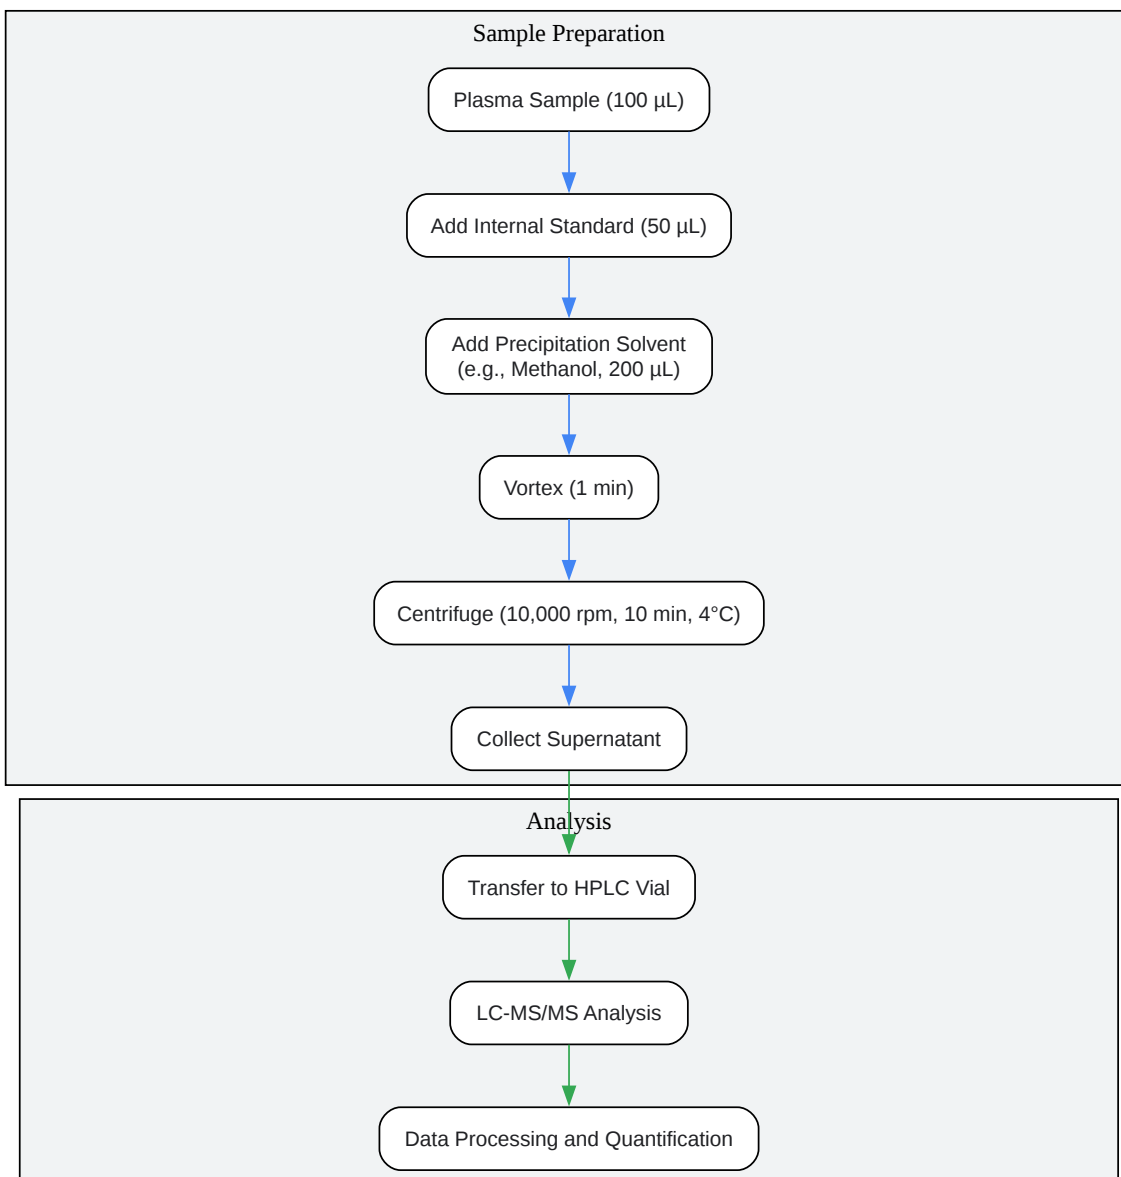 Sample Preparation
Plasma Sample (100 µL)
Add Internal Standard (50 µL)
Add Precipitation Solvent
(e.g., Methanol, 200 µL)
Vortex (1 min)
Centrifuge (10,000 rpm, 10 min, 4°C)
Collect Supernatant
Analysis
Transfer to HPLC Vial
LC-MS/MS Analysis
Data Processing and Quantification